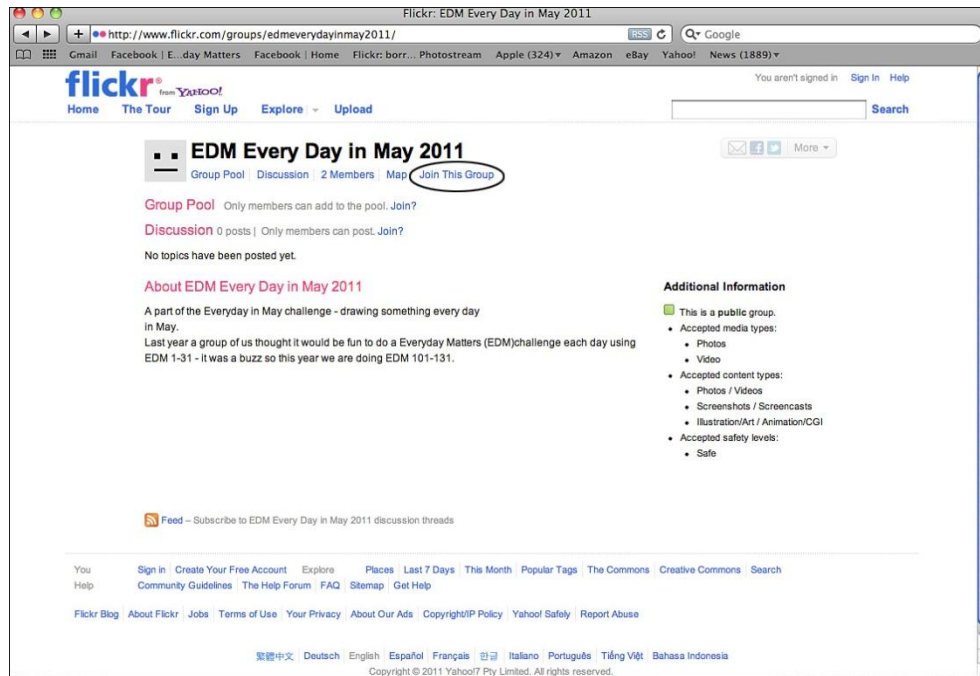 Flickr: EDM Every Day in May 2011
http://www.flickr.com/groups/edmeverydayinmay2011/
RSS
Google
Gmail Facebook | E...day Matters Facebook | Home Flickr: borr... Photostream Apple (324) Amazon eBay Yahoo! News (1889)
flickr® from YAHOO!
You aren't signed in Sign In Help
Home The Tour Sign Up Explore Upload
Search
EDM Every Day in May 2011
Group Pool Discussion 2 Members Map Join This Group
More
Group Pool Only members can add to the pool. Join?
Discussion 0 posts | Only members can post. Join?
No topics have been posted yet.
About EDM Every Day in May 2011
A part of the Everyday in May challenge - drawing something every day
in May.
Last year a group of us thought it would be fun to do a Everyday Matters (EDM)challenge each day using
EDM 1-31 - it was a buzz so this year we are doing EDM 101-131.
Additional Information
This is a public group.
• Accepted media types:
• Photos
• Video
• Accepted content types:
• Photos / Videos
• Screenshots / Screencasts
• Illustration/Art / Animation/CGI
• Accepted safety levels:
• Safe
Feed – Subscribe to EDM Every Day in May 2011 discussion threads
You Sign in Create Your Free Account Explore Places Last 7 Days This Month Popular Tags The Commons Creative Commons Search
Help Community Guidelines The Help Forum FAQ Sitemap Get Help
Flickr Blog About Flickr Jobs Terms of Use Your Privacy About Our Ads Copyright/IP Policy Yahoo! Safely Report Abuse
繁體中文 Deutsch English Español Français 한글 Italiano Português Tiếng Việt Bahasa Indonesia
Copyright © 2011 Yahoo!7 Pty Limited. All rights reserved.